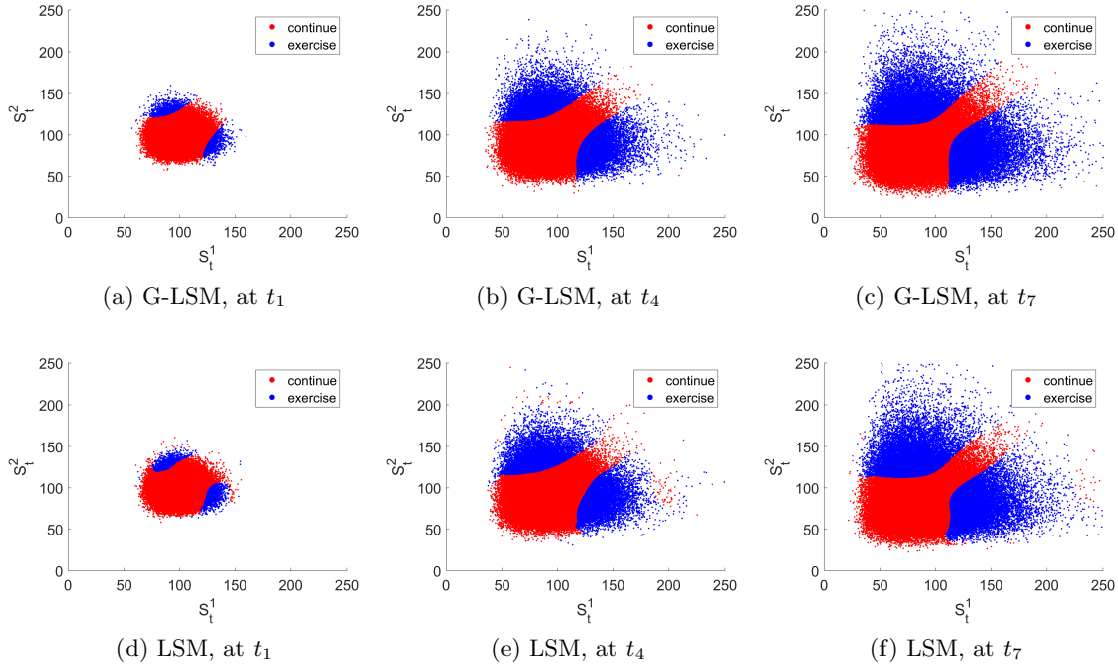 250
200
150
100
50
0
S_t^2
continue
exercise
0 50 100 150 200 250
S_t^1
(a) G-LSM, at t_1
250
200
150
100
50
0
S_t^2
continue
exercise
0 50 100 150 200 250
S_t^1
(b) G-LSM, at t_4
250
200
150
100
50
0
S_t^2
continue
exercise
0 50 100 150 200 250
S_t^1
(c) G-LSM, at t_7
250
200
150
100
50
0
S_t^2
continue
exercise
0 50 100 150 200 250
S_t^1
(d) LSM, at t_1
250
200
150
100
50
0
S_t^2
continue
exercise
0 50 100 150 200 250
S_t^1
(e) LSM, at t_4
250
200
150
100
50
0
S_t^2
continue
exercise
0 50 100 150 200 250
S_t^1
(f) LSM, at t_7